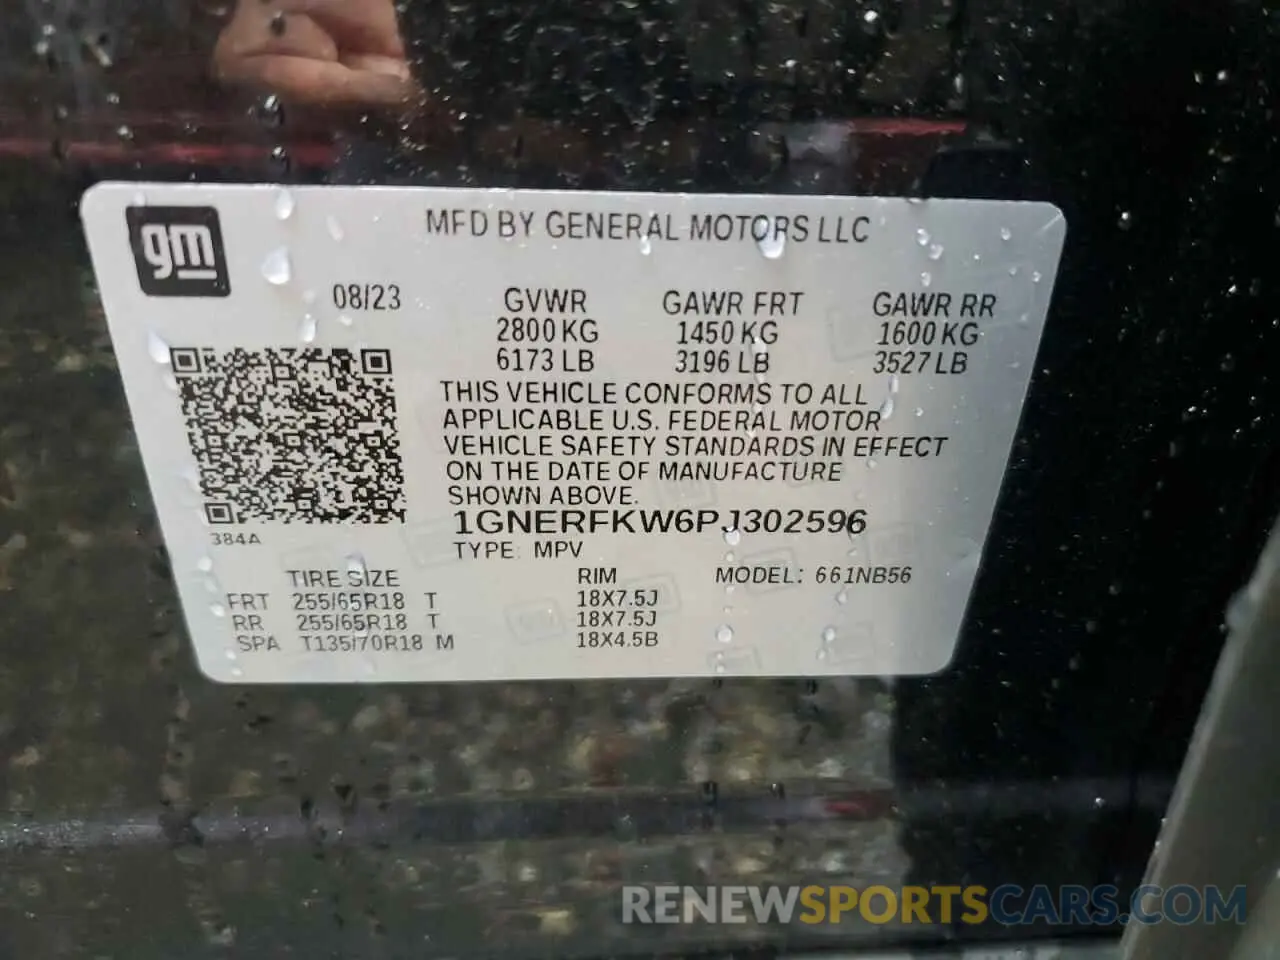 gm
MFD BY GENERAL MOTORS LLC
08/23
GVWR GAWR FRT GAWR RR
2800 KG 1450 KG 1600 KG
6173 LB 3196 LB 3527 LB
THIS VEHICLE CONFORMS TO ALL
APPLICABLE U.S. FEDERAL MOTOR
VEHICLE SAFETY STANDARDS IN EFFECT
ON THE DATE OF MANUFACTURE
SHOWN ABOVE.
1GNERFKW6PJ302596
384A
TYPE: MPV
TIRE SIZE RIM MODEL: 661NB56
FRT 255/65R18 T 18X7.5J
RR 255/65R18 T 18X7.5J
SPA T135/70R18 M 18X4.5B
RENEWSPORTSCARS.COM